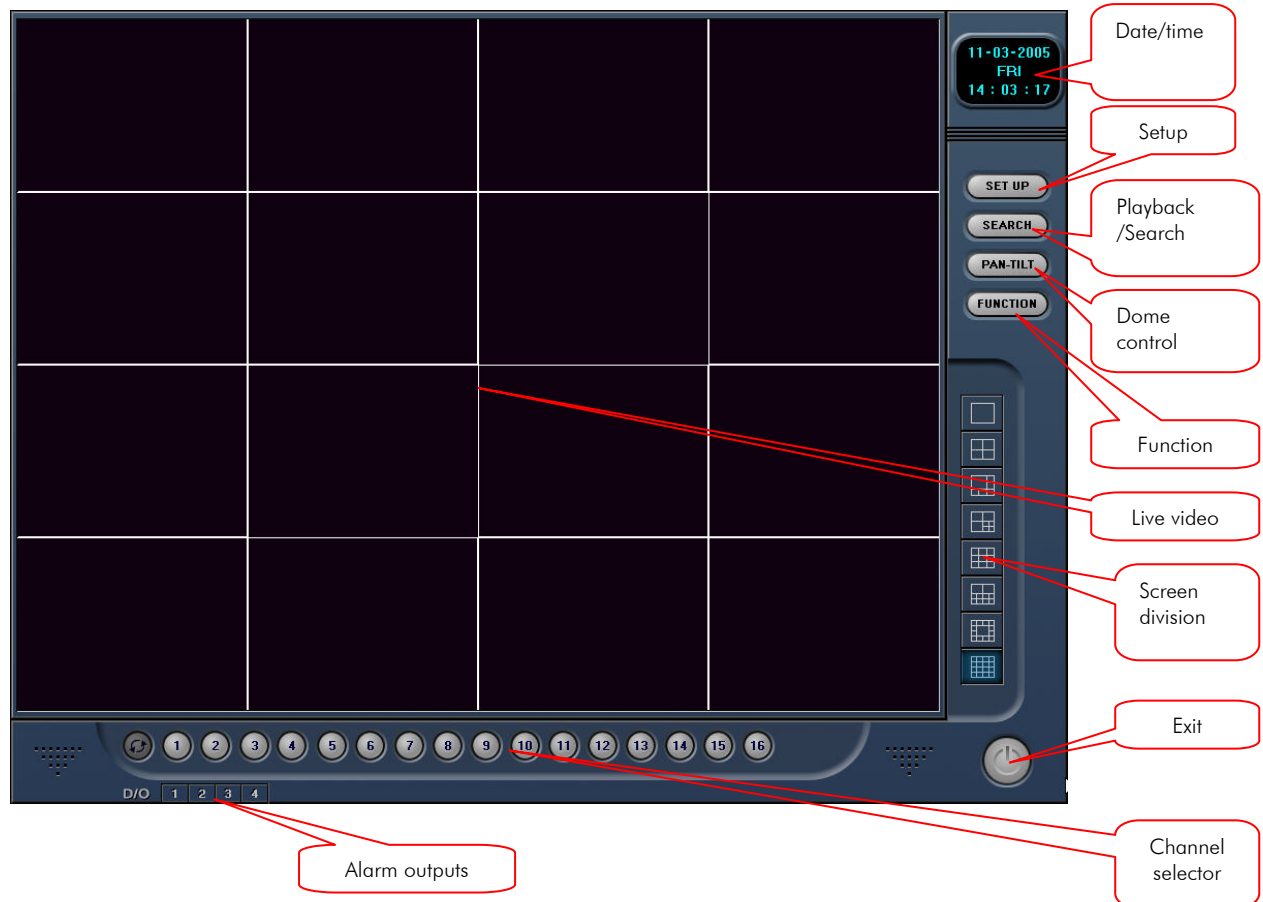 Date/time
11-03-2005
FRI
14 : 03 : 17
Setup
SET UP
Playback
/Search
SEARCH
PAN-TILT
Dome
control
FUNCTION
Function
Live video
Screen
division
Exit
1 2 3 4 5 6 7 8 9 10 11 12 13 14 15 16
D/O 1 2 3 4
Channel
selector
Alarm outputs